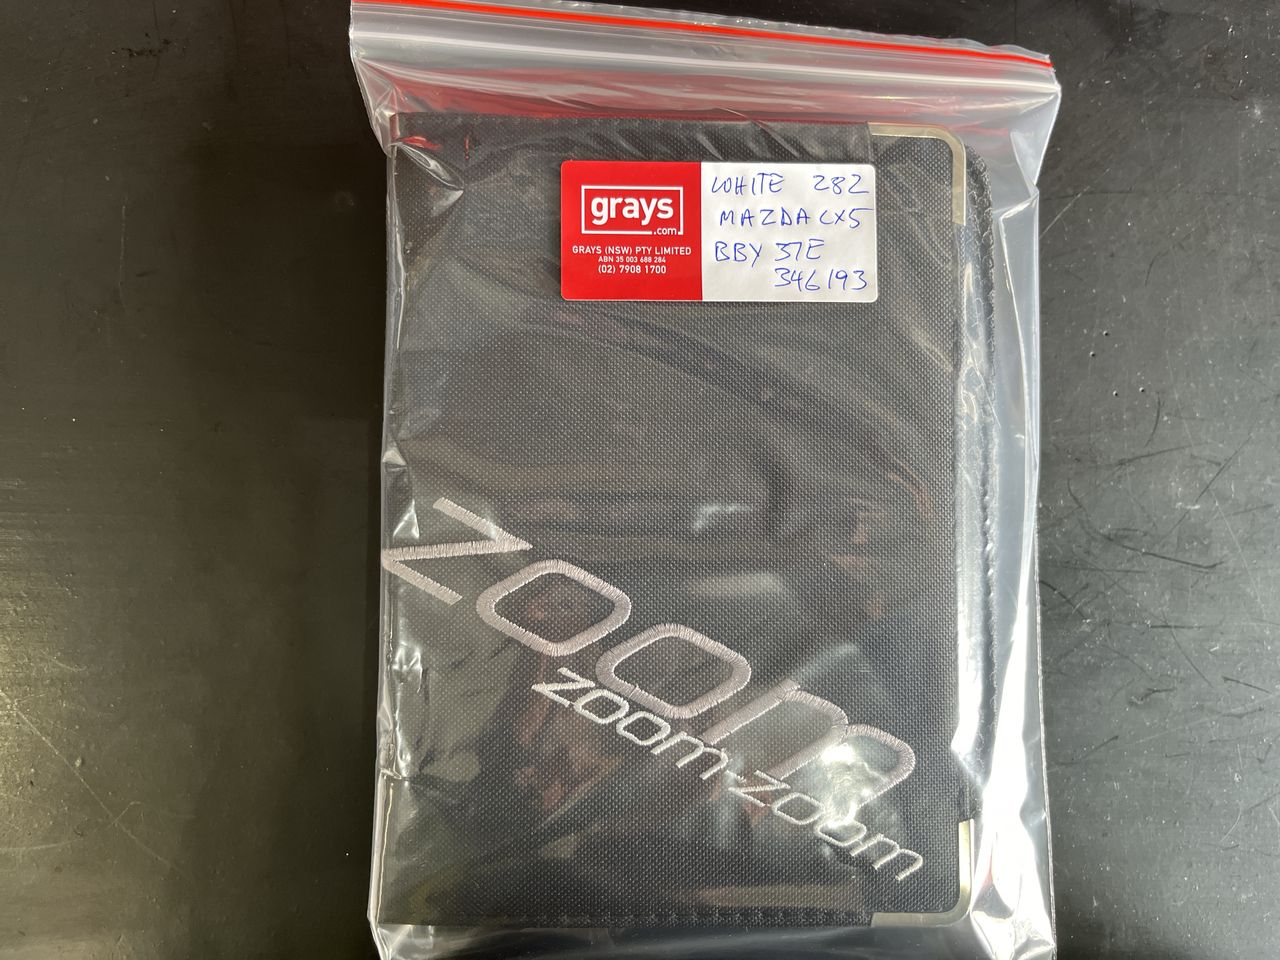 grays
.com
GRAYS (NSW) PTY LIMITED
ABN 35 003 688 284
(02) 7908 1700
WHITE 282
MAZDA CX5
BBY 37E
346193
zoom
zoom-zoom